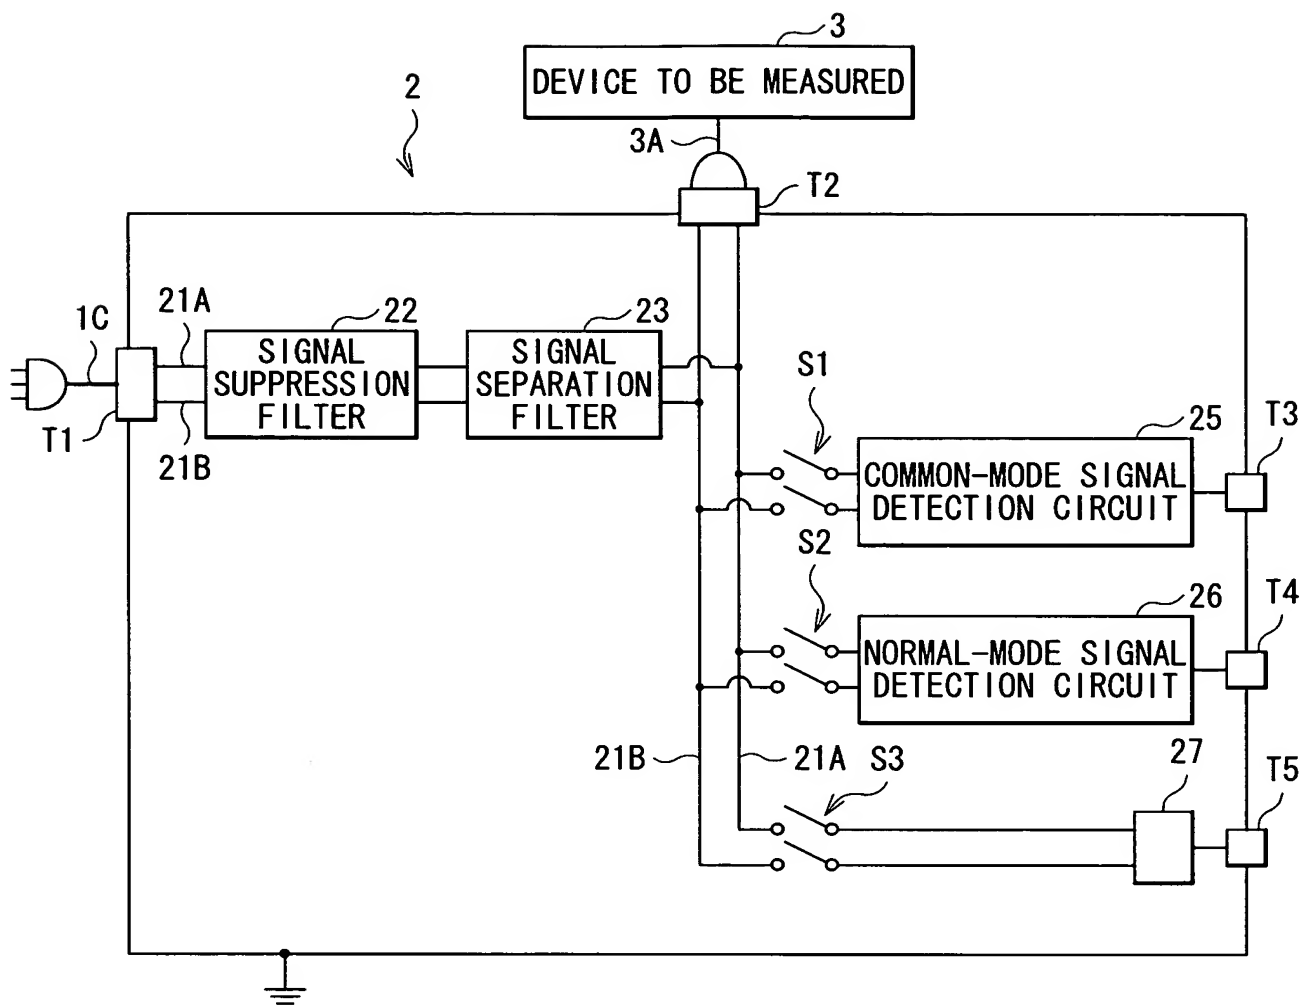 3
DEVICE TO BE MEASURED
2
3A
T2
1C
21A
22
23
SIGNAL
SUPPRESSION
FILTER
SIGNAL
SEPARATION
FILTER
T1
21B
S1
25
T3
COMMON-MODE SIGNAL
DETECTION CIRCUIT
S2
26
T4
NORMAL-MODE SIGNAL
DETECTION CIRCUIT
21B
21A
S3
27
T5